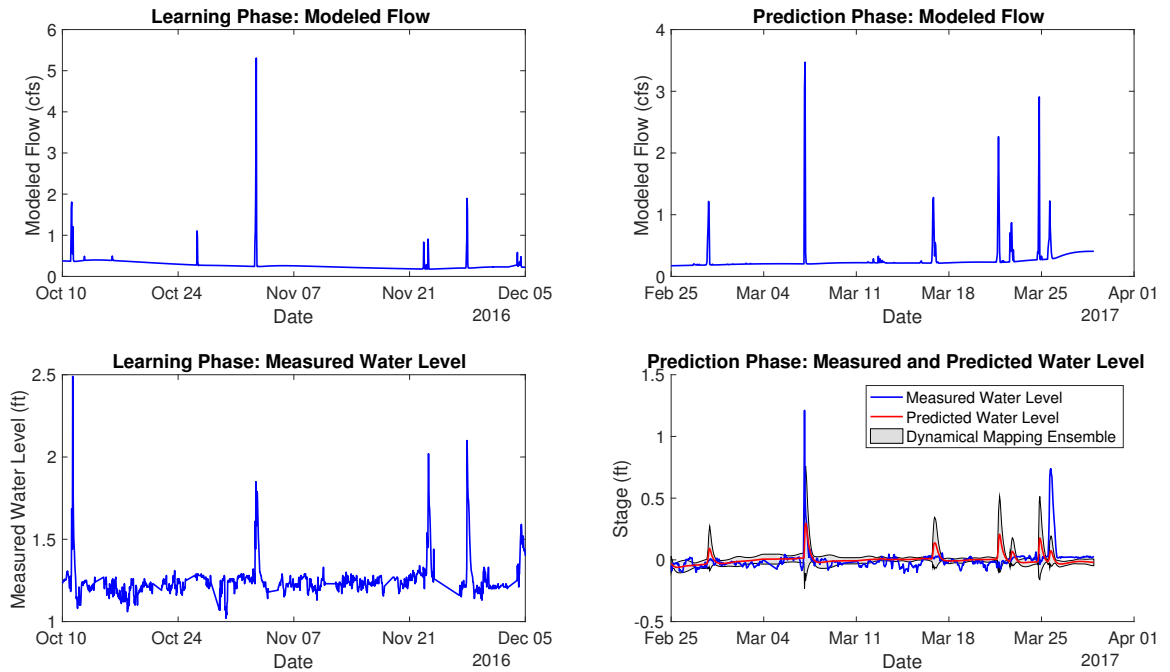 Learning Phase: Modeled Flow
Modeled Flow (cfs)
6
5
4
3
2
1
0
Oct 10
Oct 24
Nov 07
Nov 21
Dec 05
Date
2016
Prediction Phase: Modeled Flow
Modeled Flow (cfs)
4
3
2
1
0
Feb 25
Mar 04
Mar 11
Mar 18
Mar 25
Apr 01
Date
2017
Learning Phase: Measured Water Level
Measured Water Level (ft)
2.5
2
1.5
1
Oct 10
Oct 24
Nov 07
Nov 21
Dec 05
Date
2016
Prediction Phase: Measured and Predicted Water Level
Stage (ft)
1.5
1
0.5
0
-0.5
Measured Water Level
Predicted Water Level
Dynamical Mapping Ensemble
Feb 25
Mar 04
Mar 11
Mar 18
Mar 25
Apr 01
Date
2017